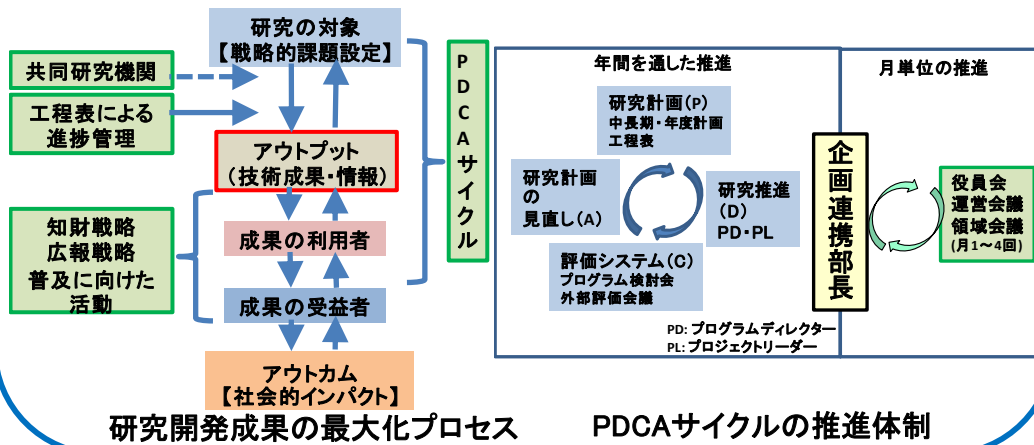 研究の対象
【戦略的課題設定】
共同研究機関
工程表による
進捗管理
アウトプット
(技術成果・情報)
知財戦略
広報戦略
普及に向けた
活動
成果の利用者
成果の受益者
アウトカム
【社会的インパクト】
研究開発成果の最大化プロセス
PDCAサイクル
年間を通した推進
研究計画(P)
中長期・年度計画
工程表
研究計画
の
見直し(A)
研究推進
(D)
PD・PL
評価システム(C)
プログラム検討会
外部評価会議
PD: プログラムディレクター
PL: プロジェクトリーダー
企画連携部長
月単位の推進
役員会
運営会議
領域会議
(月1~4回)
PDCAサイクルの推進体制